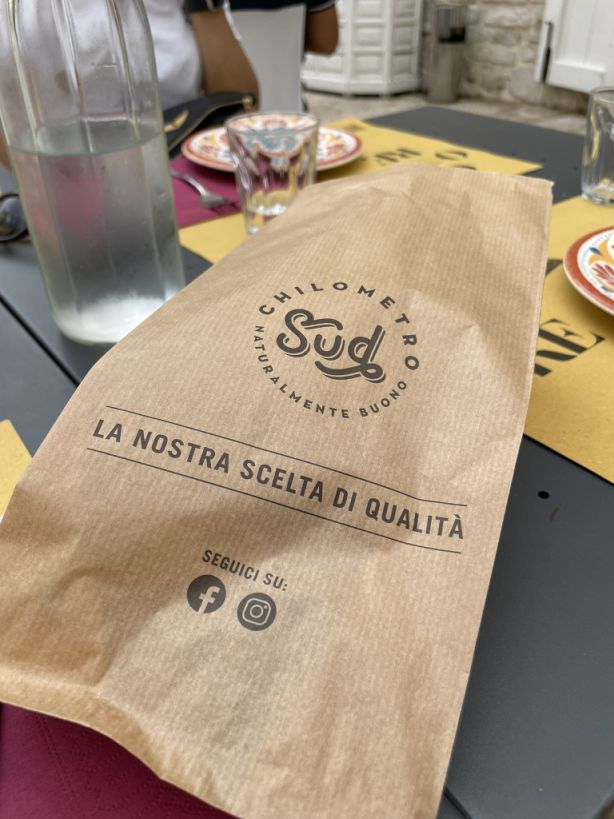 CHILOMETRO
Sud
NATURALMENTE BUONO
LA NOSTRA SCELTA DI QUALITÀ
SEGUICI SU: